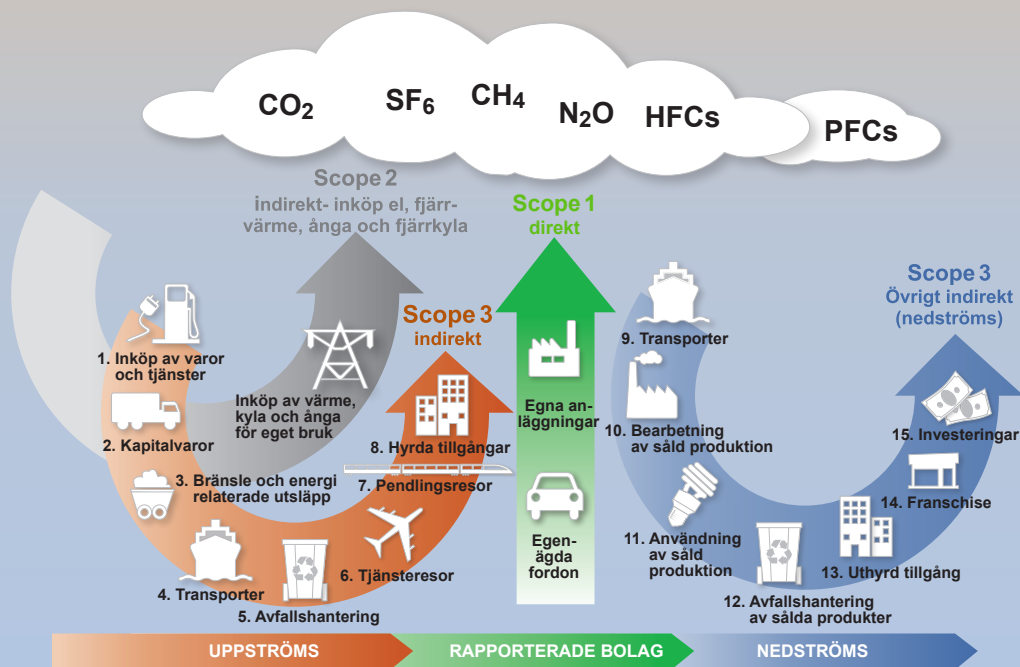 CO2
SF6
CH4
N2O
HFCs
PFCs
Scope 2
indirekt- inköp el, fjärr-
värme, ånga och fjärrkyla
Scope 1
direkt
Scope 3
indirekt
Scope 3
Övrigt indirekt
(nedströms)
1. Inköp av varor
och tjänster
2. Kapitalvaror
3. Bränsle och energi
relaterade utsläpp
4. Transporter
5. Avfallshantering
6. Tjänsteresor
7. Pendlingsresor
8. Hyrda tillgångar
Inköp av värme,
kyla och ånga
för eget bruk
Egna an-
läggningar
Egen-
ägda
fordon
9. Transporter
10. Bearbetning
av såld produktion
11. Användning
av såld
produktion
12. Avfallshantering
av sålda produkter
13. Uthyrd tillgång
14. Franschise
15. Investeringar
UPPSTRÖMS
RAPPORTERADE BOLAG
NEDSTRÖMS